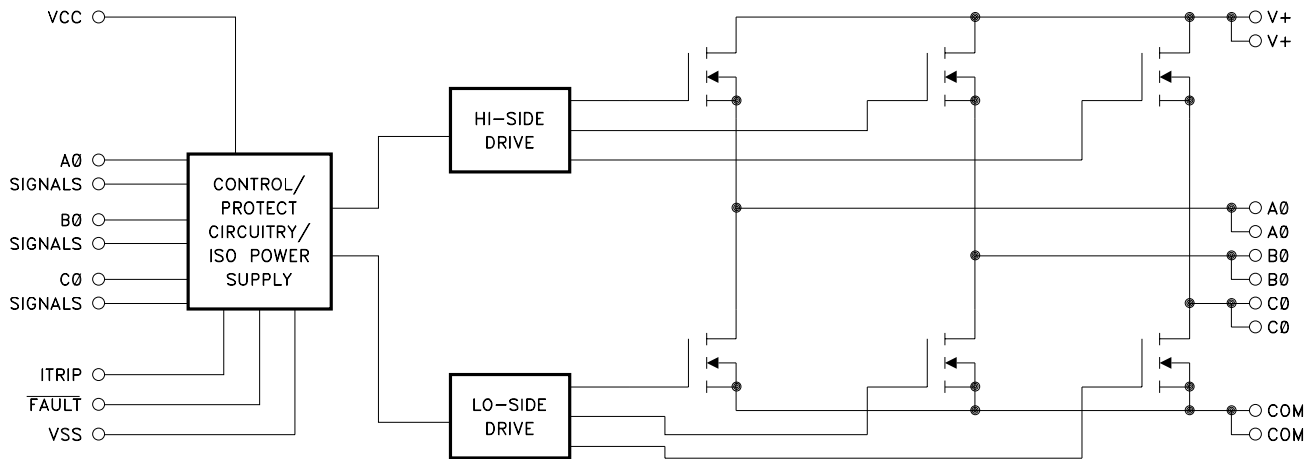 VCC
AØ
SIGNALS
BØ
SIGNALS
CØ
SIGNALS
ITRIP
FAULT
VSS
CONTROL/
PROTECT
CIRCUITRY/
ISO POWER
SUPPLY
HI-SIDE
DRIVE
LO-SIDE
DRIVE
V+
V+
AØ
AØ
BØ
BØ
CØ
CØ
COM
COM